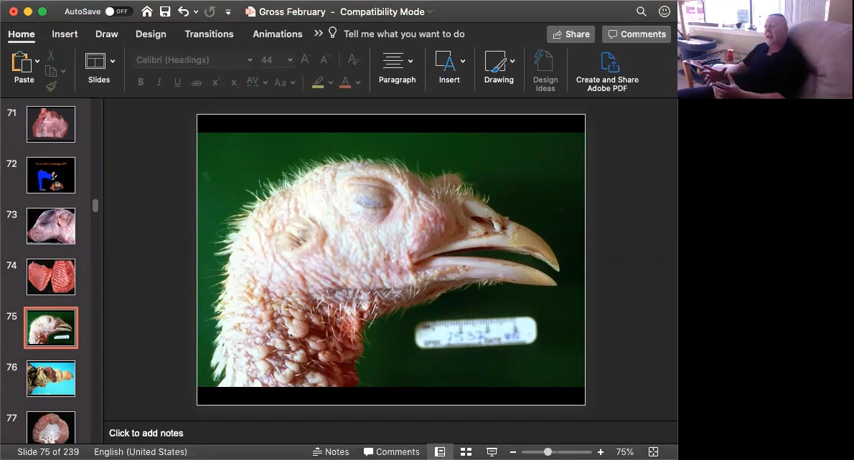 AutoSave OFF
Gross February - Compatibility Mode
Home Insert Draw Design Transitions Animations Tell me what you want to do Share Comments
Calibri (Headings) 44
Paste Slides B I U ab x x AV Aa A Paragraph Insert Drawing Design Ideas Create and Share Adobe PDF
71
72
73
74
75
76
77
Click to add notes
Slide 75 of 239 English (United States) Notes Comments 75%